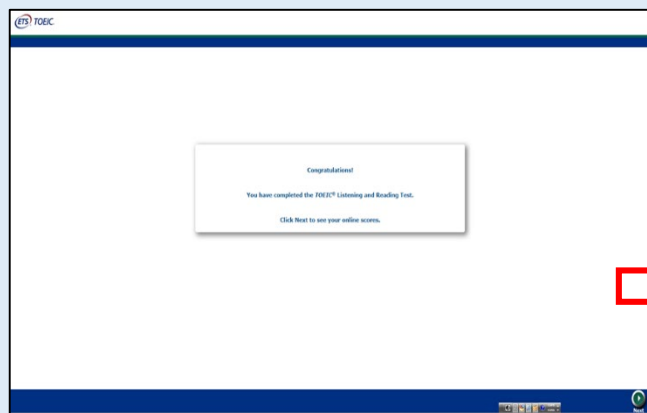 ETS TOEIC
Congratulations!
You have completed the TOEIC® Listening and Reading Test.
Click Next to see your online scores.
Next